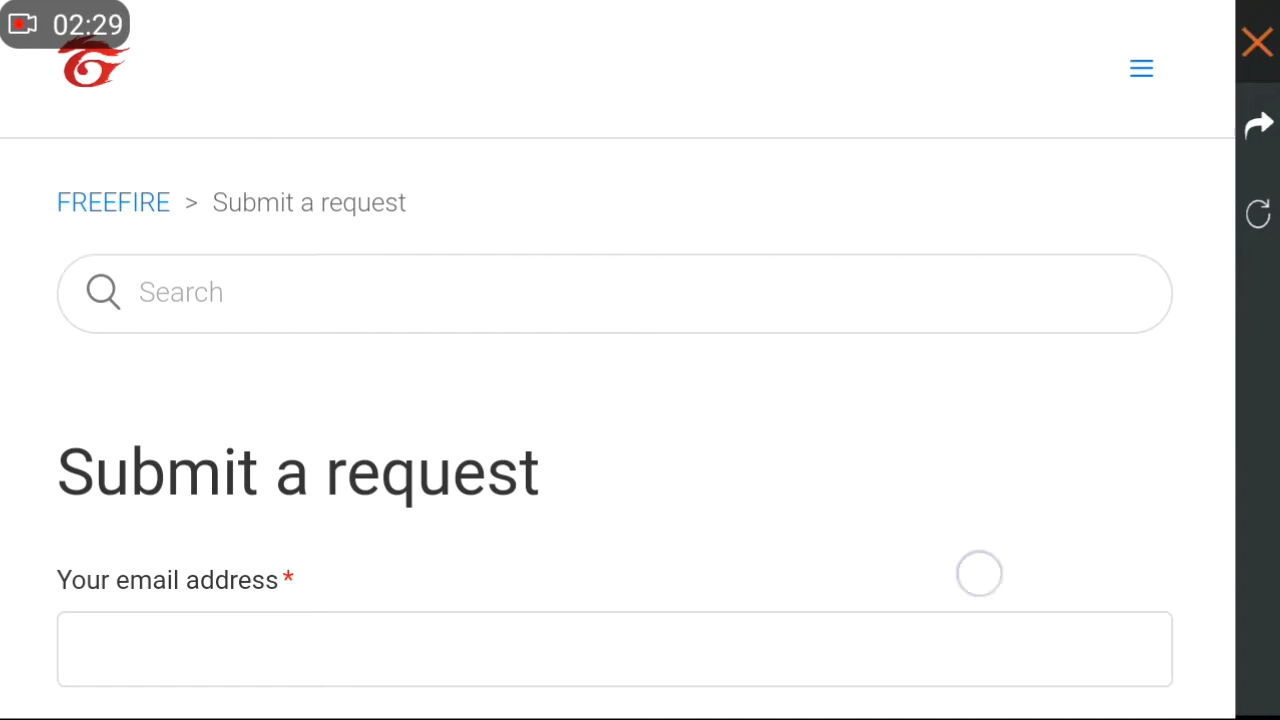 02:29
FREEFIRE > Submit a request
Search
Submit a request
Your email address*